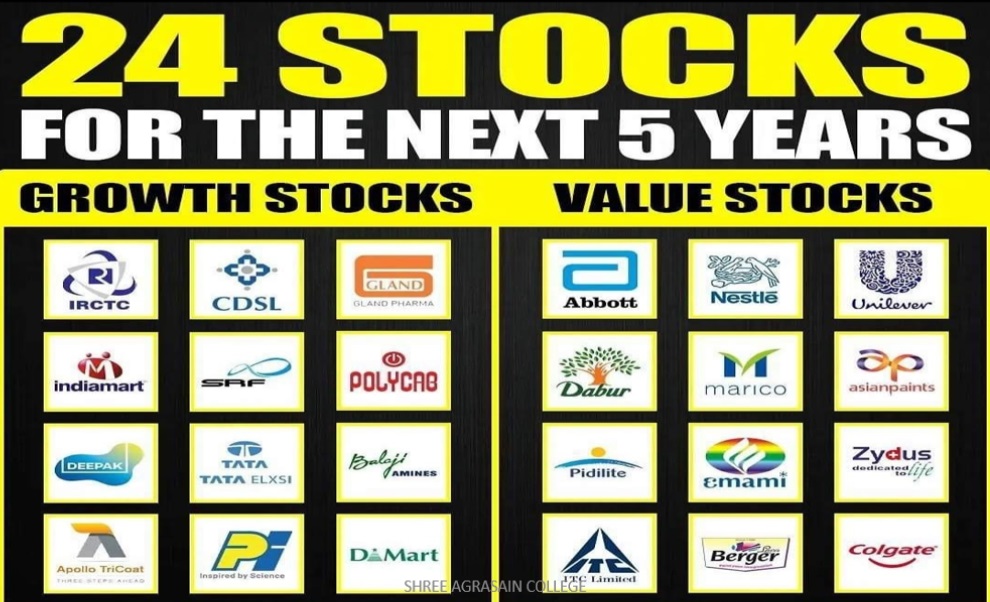 24 STOCKS
FOR THE NEXT 5 YEARS
GROWTH STOCKS
VALUE STOCKS
IRCTC
CDSL
GLAND
GLAND PHARMA
Abbott
Nestlé
Unilever
indiamart
SRF
POLYCAB
Dabur
marico
asianpaints
DEEPAK
TATA
TATA ELXSI
Balaji
AMINES
Pidilite
emami
Zydus
dedicated
to life
Apollo TriCoat
THREE STEPS AHEAD
Pi
Inspired by Science
DMart
ITC Limited
Berger
Colgate
SHREE AGRASAIN COLLEGE